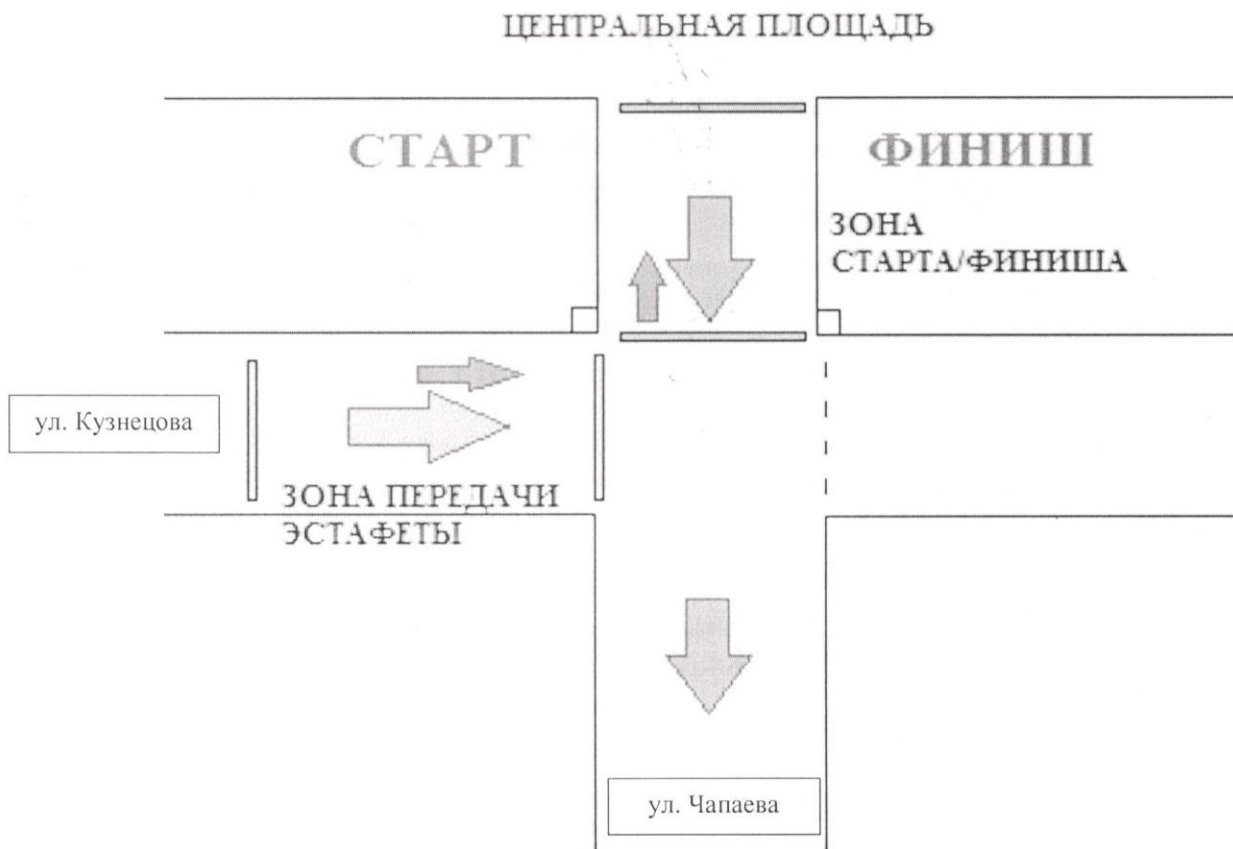 ЦЕНТРАЛЬНАЯ ПЛОЩАДЬ
СТАРТ
ФИНИШ
ЗОНА
СТАРТА/ФИНИША
ул. Кузнецова
ЗОНА ПЕРЕДАЧИ
ЭСТАФЕТЫ
ул. Чапаева